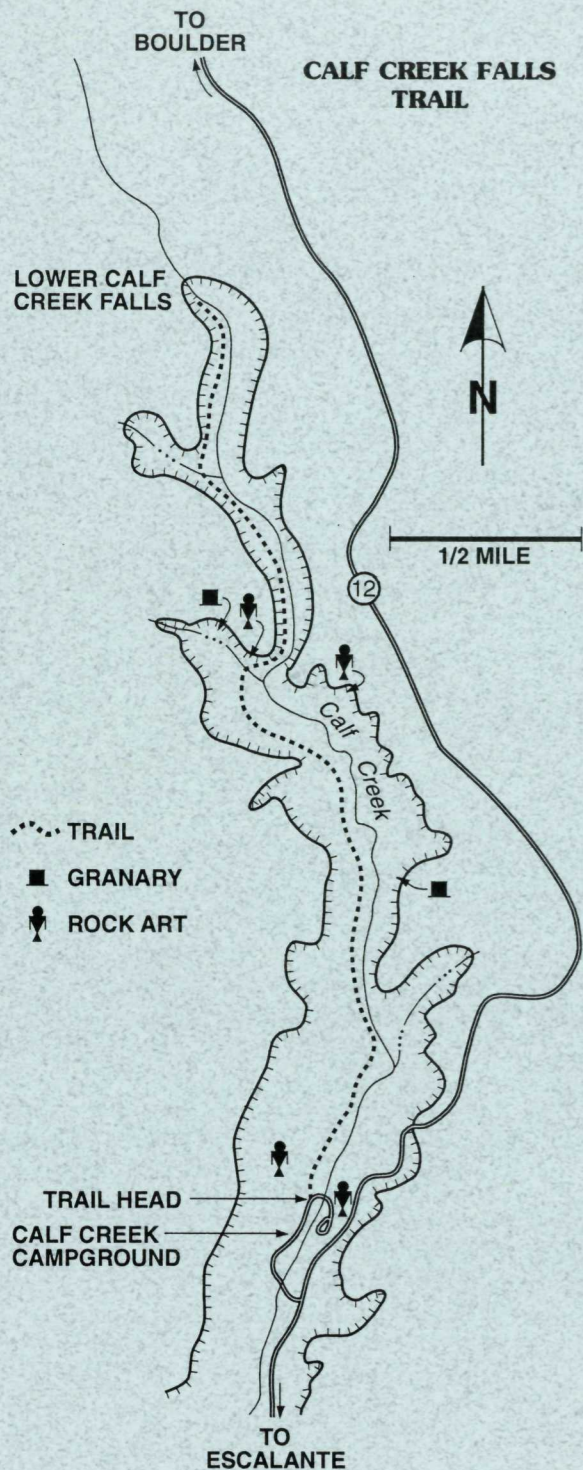 TO
BOULDER
CALF CREEK FALLS
TRAIL
LOWER CALF
CREEK FALLS
N
1/2 MILE
12
Calf
Creek
TRAIL
GRANARY
ROCK ART
TRAIL HEAD
CALF CREEK
CAMPGROUND
TO
ESCALANTE